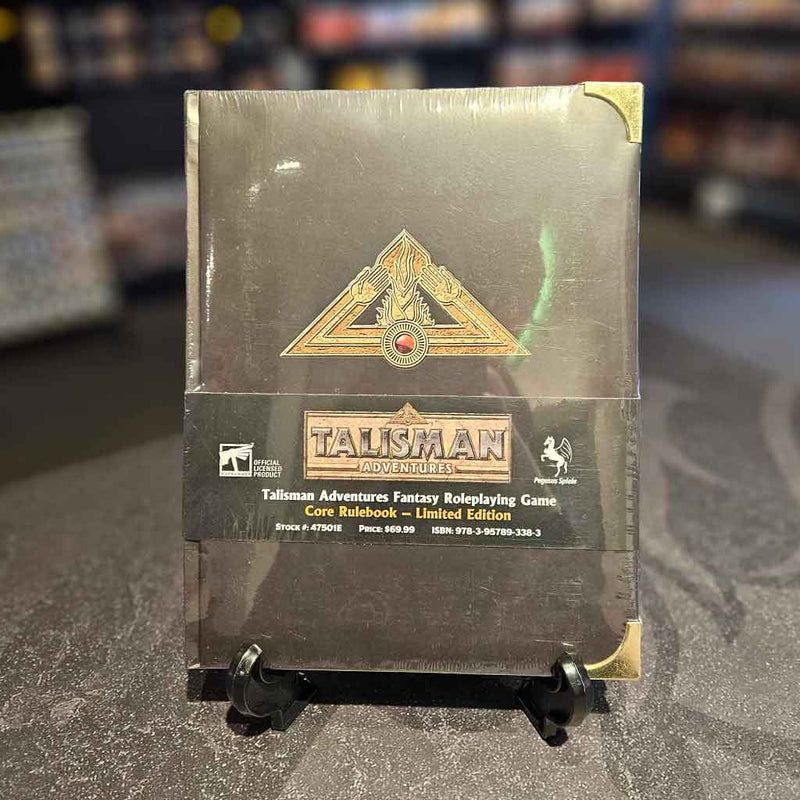 TALISMAN
ADVENTURES
OFFICIAL
LICENSED
PRODUCT
Pegasus Spiele
Talisman Adventures Fantasy Roleplaying Game
Core Rulebook – Limited Edition
Stock #: 47501E Price: $69.99 ISBN: 978-3-95789-338-3